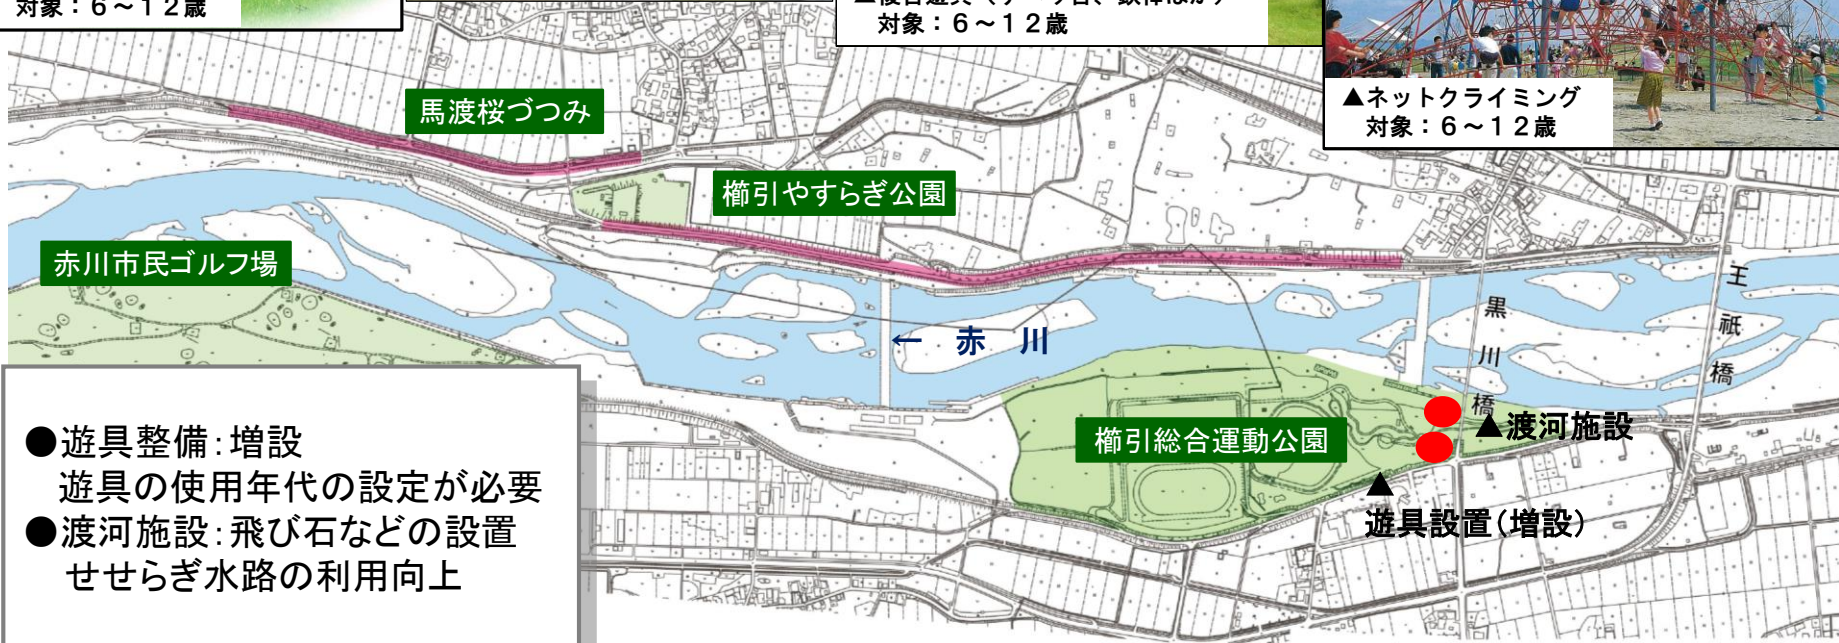 対象：６～１２歳
対象：６～１２歳
▲ネットクライミング
対象：６～１２歳
馬渡桜づつみ
櫛引やすらぎ公園
赤川市民ゴルフ場
← 赤 川
黒川橋
王祇橋
櫛引総合運動公園
▲渡河施設
▲
遊具設置（増設）
●遊具整備：増設
遊具の使用年代の設定が必要
●渡河施設：飛び石などの設置
せせらぎ水路の利用向上